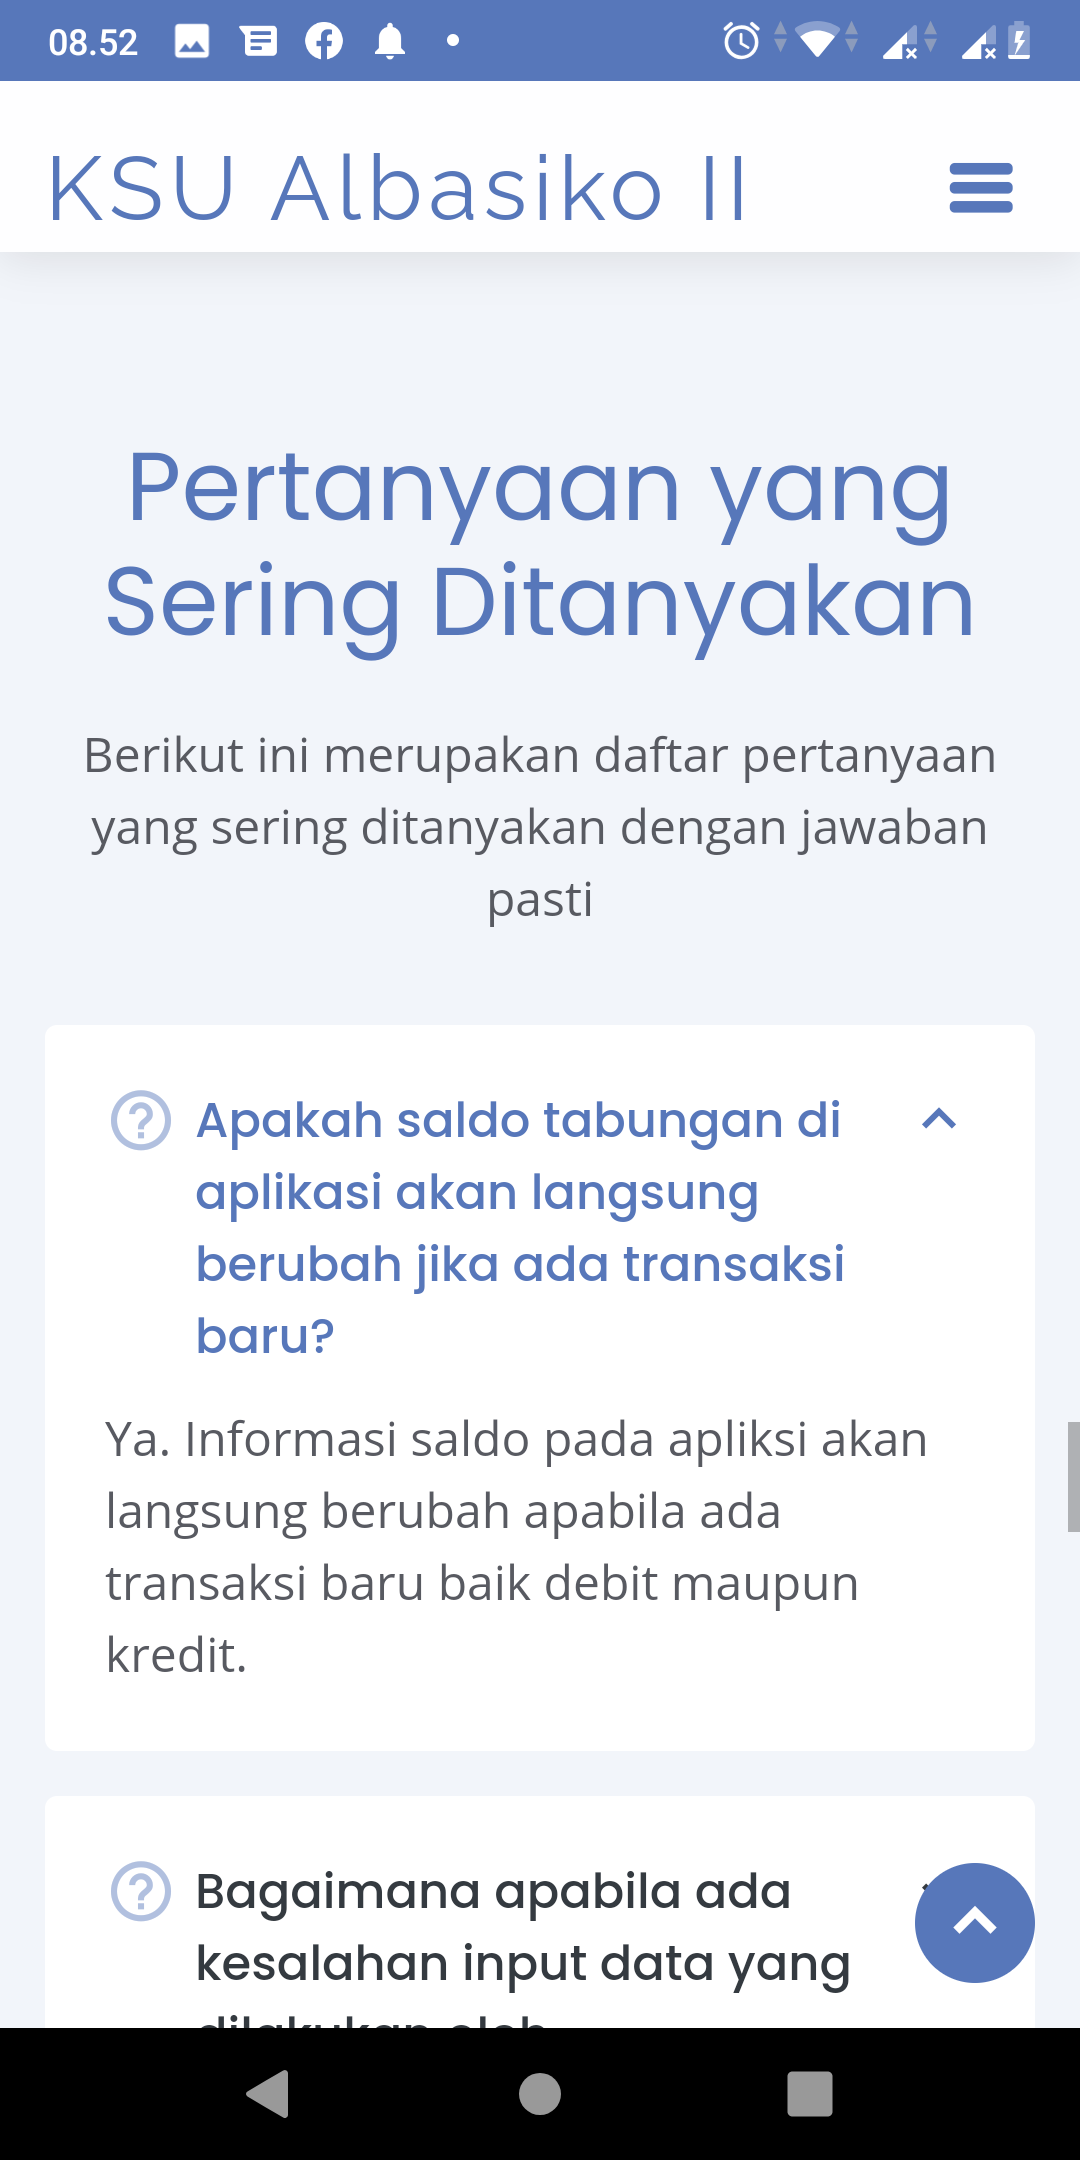 08.52
KSU Albasiko II
Pertanyaan yang
Sering Ditanyakan
Berikut ini merupakan daftar pertanyaan
yang sering ditanyakan dengan jawaban
pasti
Apakah saldo tabungan di
aplikasi akan langsung
berubah jika ada transaksi
baru?
Ya. Informasi saldo pada apliksi akan
langsung berubah apabila ada
transaksi baru baik debit maupun
kredit.
Bagaimana apabila ada
kesalahan input data yang
dilakukan oleh